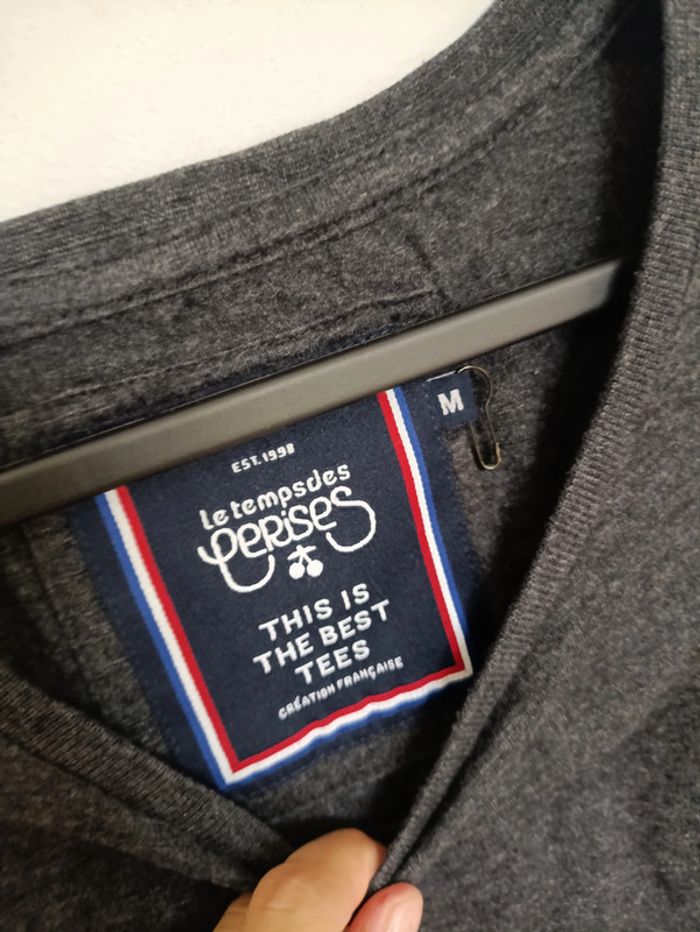 EST. 1998
le temps des
cerises
THIS IS
THE BEST
TEES
CRÉATION FRANÇAISE
M